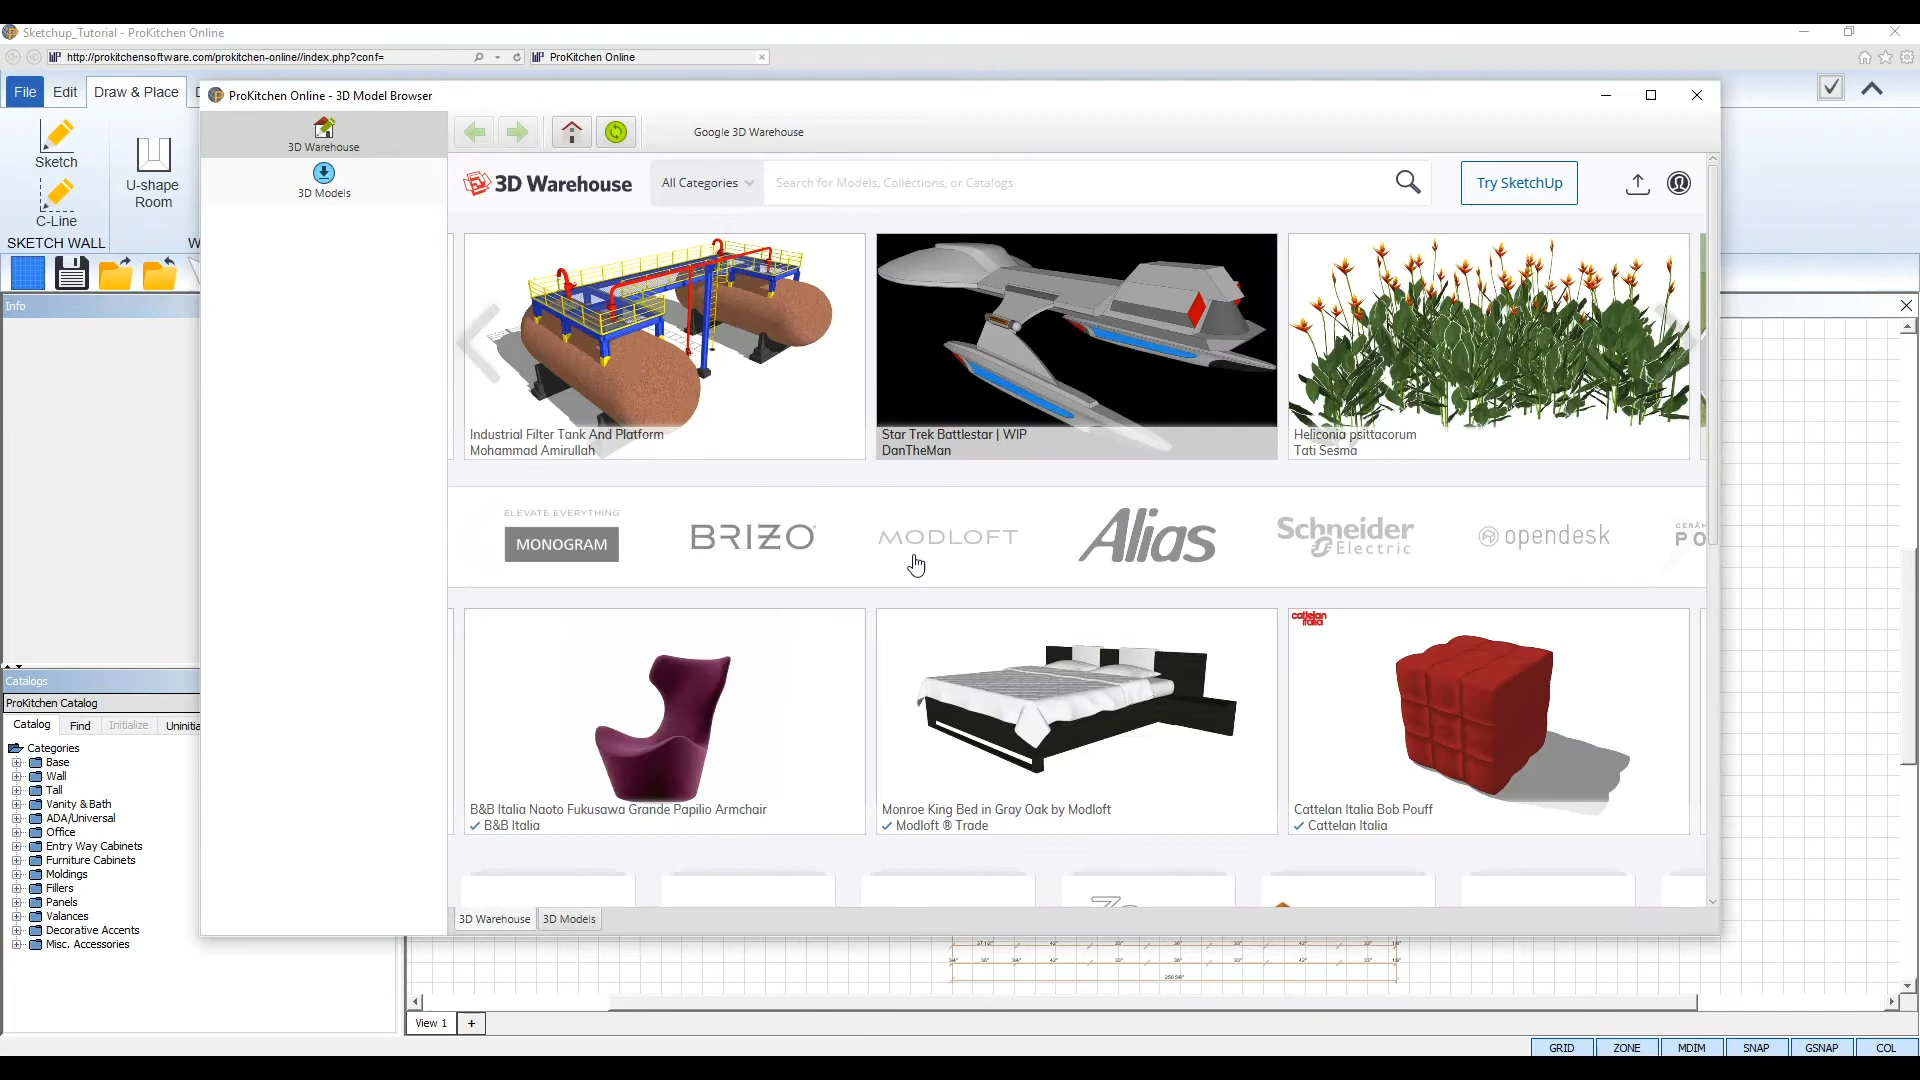 Sketchup_Tutorial - ProKitchen Online
http://prokitchensoftware.com/prokitchen-online//index.php?conf=
ProKitchen Online
File
Edit
Draw & Place
ProKitchen Online - 3D Model Browser
Sketch
C-Line
U-shape
Room
SKETCH WALL
3D Warehouse
3D Models
Google 3D Warehouse
3D Warehouse
All Categories
Search for Models, Collections, or Catalogs
Try SketchUp
Industrial Filter Tank And Platform
Mohammad Amirullah
Star Trek Battlestar | WIP
DanTheMan
Heliconia psittacorum
Tati Sesma
ELEVATE EVERYTHING
MONOGRAM
BRIZO
MODLOFT
Alias
Schneider
Electric
opendesk
cattelan
italia
B&B Italia Naoto Fukusawa Grande Papilio Armchair
B&B Italia
Monroe King Bed in Gray Oak by Modloft
Modloft ® Trade
Cattelan Italia Bob Pouff
Cattelan Italia
3D Warehouse
3D Models
Info
Catalogs
ProKitchen Catalog
Catalog
Find
Initialize
Categories
Base
Wall
Tall
Vanity & Bath
ADA/Universal
Office
Entry Way Cabinets
Furniture Cabinets
Moldings
Fillers
Panels
Valances
Decorative Accents
Misc. Accessories
View 1
+
GRID
ZONE
MDIM
SNAP
GSNAP
COL